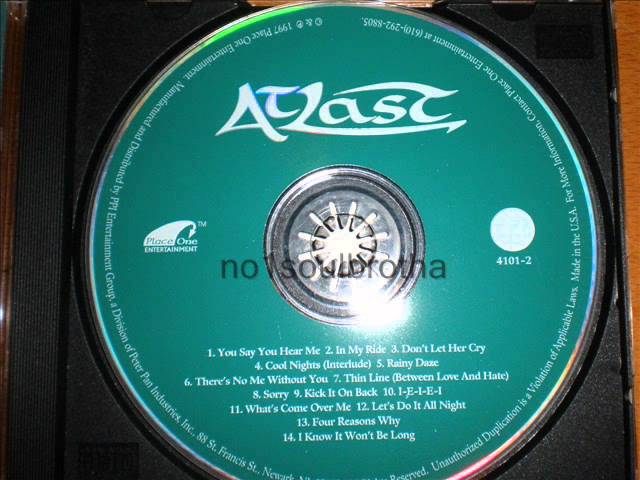 © & ℗ 1997 Place One Entertainment. Manufactured and Distributed by PPI Entertainment Group, a Division of Peter Pan Industries, Inc., 88 St. Francis St., Newark,
Reserved. Unauthorized Duplication is a Violation of Applicable Laws. Made in the U.S.A. For More Information, Contact Place One Entertainment at (610)-292-8805.
At Last
Place One TM
ENTERTAINMENT
4101-2
no1soulbrotha
1. You Say You Hear Me 2. In My Ride 3. Don't Let Her Cry
4. Cool Nights (Interlude) 5. Rainy Daze
6. There's No Me Without You 7. Thin Line (Between Love And Hate)
8. Sorry 9. Kick It On Back 10. I-E-I-E-I
11. What's Come Over Me 12. Let's Do It All Night
13. Four Reasons Why
14. I Know It Won't Be Long